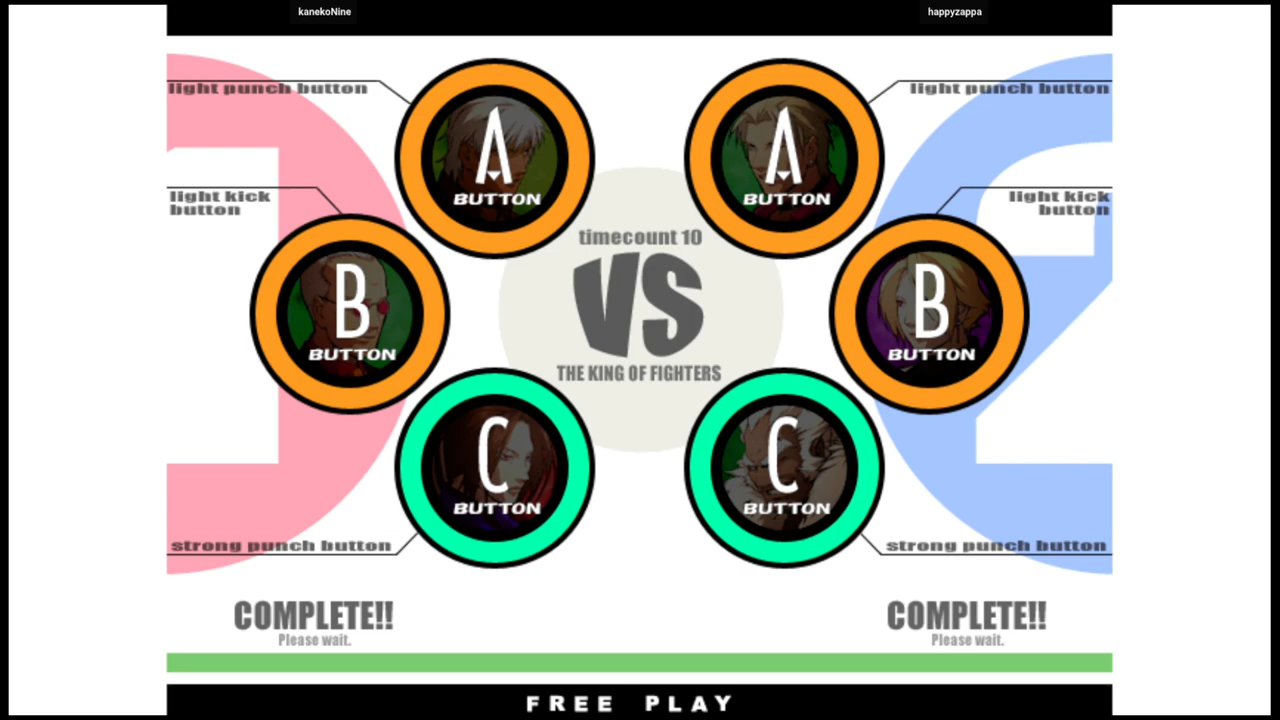 kanekoNine
happyzappa
light punch button
light punch button
A
BUTTON
A
BUTTON
light kick
button
light kick
button
timecount 10
VS
THE KING OF FIGHTERS
B
BUTTON
B
BUTTON
C
BUTTON
C
BUTTON
strong punch button
strong punch button
COMPLETE!!
Please wait.
COMPLETE!!
Please wait.
FREE PLAY